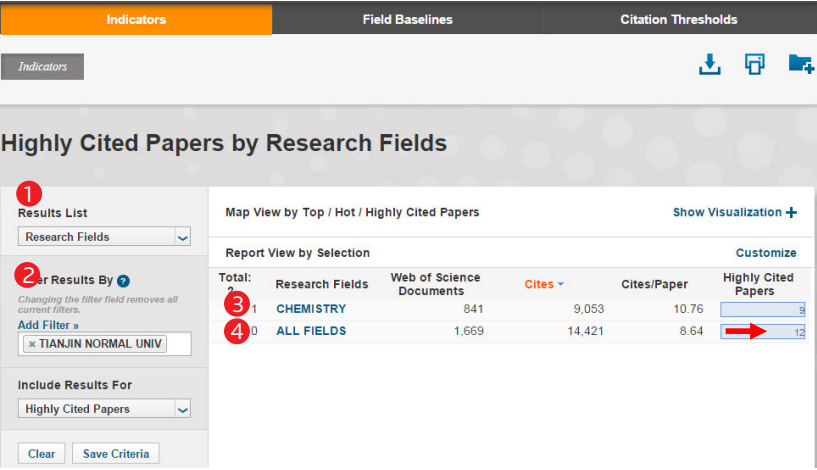 Indicators
Field Baselines
Citation Thresholds
Indicators
Highly Cited Papers by Research Fields
1
Results List
Research Fields
2
er Results By ?
Changing the filter field removes all
current filters.
Add Filter »
× TIANJIN NORMAL UNIV
Include Results For
Highly Cited Papers
Clear Save Criteria
Map View by Top / Hot / Highly Cited Papers Show Visualization +
Report View by Selection Customize
Total: Research Fields Web of Science Documents Cites Cites/Paper Highly Cited Papers
3 1 CHEMISTRY 841 9,053 10.76 9
4 0 ALL FIELDS 1,669 14,421 8.64 12